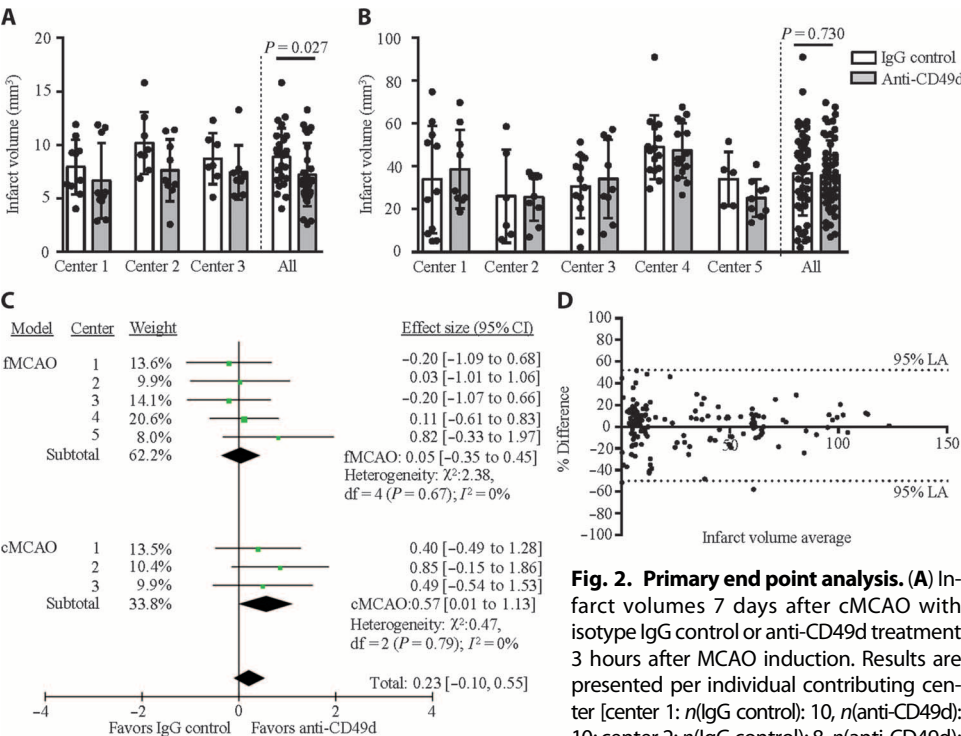 A
20
15
10
5
0
Infarct volume (mm³)
P = 0.027
Center 1 Center 2 Center 3 All
B
100
80
60
40
20
0
Infarct volume (mm³)
P = 0.730
IgG control
Anti-CD49d
Center 1 Center 2 Center 3 Center 4 Center 5 All
C
Model Center Weight Effect size (95% CI)
fMCAO 1 13.6% −0.20 [−1.09 to 0.68]
2 9.9% 0.03 [−1.01 to 1.06]
3 14.1% −0.20 [−1.07 to 0.66]
4 20.6% 0.11 [−0.61 to 0.83]
5 8.0% 0.82 [−0.33 to 1.97]
Subtotal 62.2% fMCAO: 0.05 [−0.35 to 0.45]
Heterogeneity: χ²:2.38,
df = 4 (P = 0.67); I² = 0%
cMCAO 1 13.5% 0.40 [−0.49 to 1.28]
2 10.4% 0.85 [−0.15 to 1.86]
3 9.9% 0.49 [−0.54 to 1.53]
Subtotal 33.8% cMCAO:0.57 [0.01 to 1.13]
Heterogeneity: χ²:0.47,
df = 2 (P = 0.79); I² = 0%
Total: 0.23 [−0.10, 0.55]
−4 −2 0 2 4
Favors IgG control Favors anti-CD49d
D
100
80
60
40
20
0
−20
−40
−60
−80
−100
% Difference
95% LA
50 100 150
95% LA
Infarct volume average
Fig. 2. Primary end point analysis. (A) In-
farct volumes 7 days after cMCAO with
isotype IgG control or anti-CD49d treatment
3 hours after MCAO induction. Results are
presented per individual contributing cen-
ter [center 1: n(IgG control): 10, n(anti-CD49d):
10; center 2: n(IgG control): 8, n(anti-CD49d):